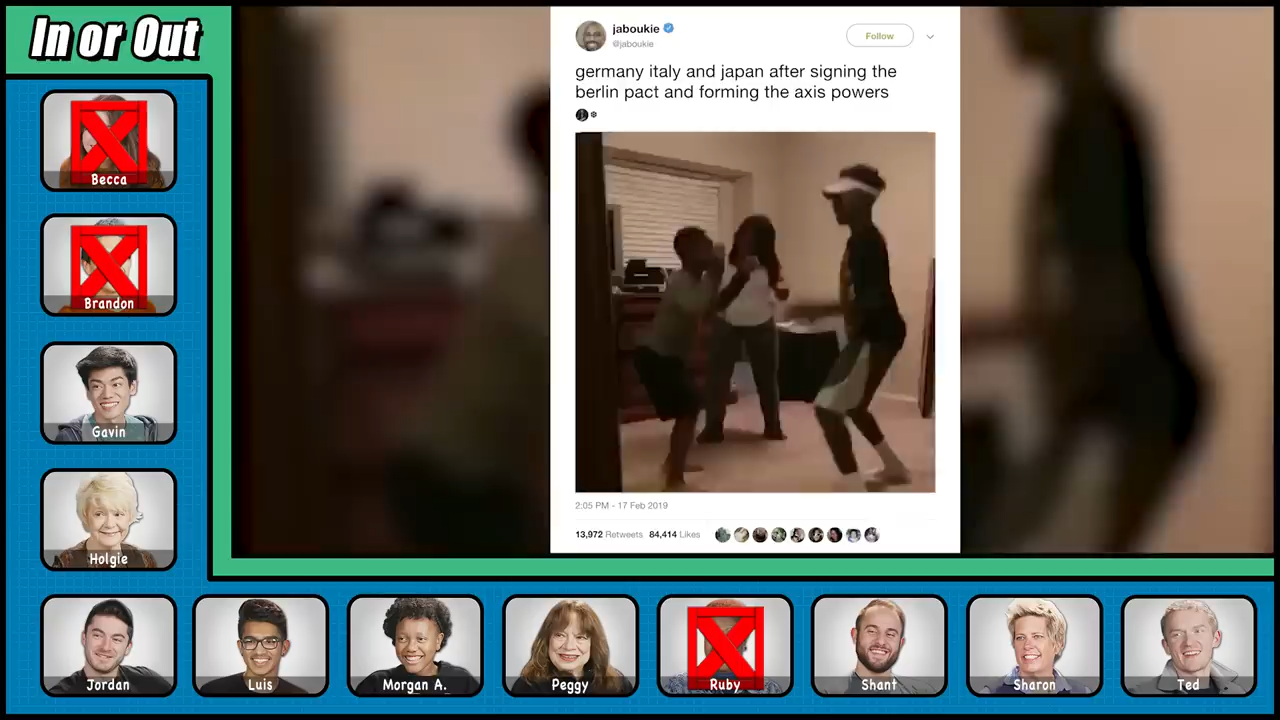 In or Out
jaboukie
@jaboukie
Follow
germany italy and japan after signing the
berlin pact and forming the axis powers
2:05 PM - 17 Feb 2019
13,972 Retweets 84,414 Likes
Becca
Brandon
Gavin
Holgie
Jordan
Luis
Morgan A.
Peggy
Ruby
Shant
Sharon
Ted